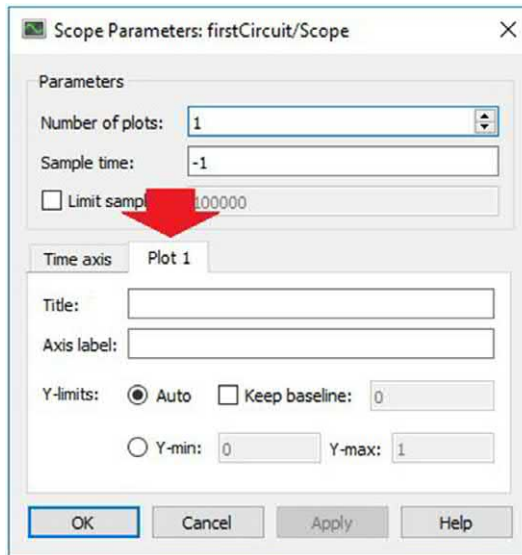 Scope Parameters: firstCircuit/Scope
Parameters
Number of plots: 1
Sample time: -1
Limit 100000
Time axis Plot 1
Title:
Axis label:
Y-limits: Auto Keep baseline: 0
Y-min: 0 Y-max: 1
OK Cancel Apply Help